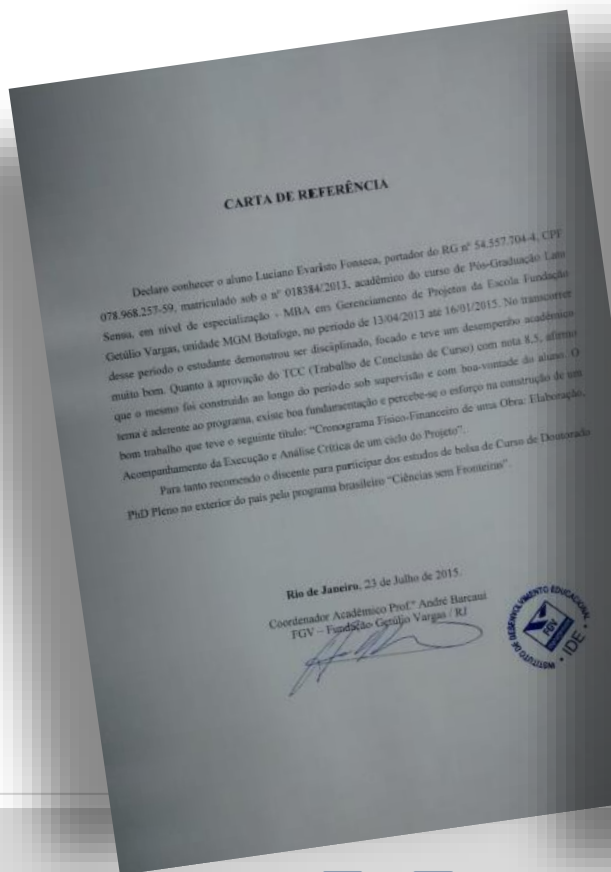 CARTA DE REFERÊNCIA
Declaro conhecer o aluno Luciano Evaristo Fonseca, portador do RG nº 54.557.704-4, CPF
078.968.257-59, matriculado sob o nº 018384/2013, acadêmico do curso de Pós-Graduação Lato
Sensu, em nível de especialização - MBA em Gerenciamento de Projetos da Escola Fundação
Getúlio Vargas, unidade MGM Botafogo, no período de 13/04/2013 até 16/01/2015. No transcorrer
desse período o estudante demonstrou ser disciplinado, focado e teve um desempenho acadêmico
muito bom. Quanto à aprovação do TCC (Trabalho de Conclusão de Curso) com nota 8,5, afirmo
que o mesmo foi construído ao longo do período sob supervisão e com boa-vontade do aluno. O
tema é aderente ao programa, existe boa fundamentação e percebe-se o esforço na construção de um
bom trabalho que teve o seguinte título: "Cronograma Físico-Financeiro de uma Obra: Elaboração,
Acompanhamento da Execução e Análise Crítica de um ciclo do Projeto".
Para tanto recomendo o discente para participar dos estudos de bolsa de Curso de Doutorado
PhD Pleno no exterior do país pelo programa brasileiro "Ciências sem Fronteiras".
Rio de Janeiro, 23 de Julho de 2015.
Coordenador Acadêmico Prof.º André Barcaui
FGV – Fundação Getúlio Vargas / RJ
INSTITUTO DE DESENVOLVIMENTO EDUCACIONAL
FGV
• IDE •